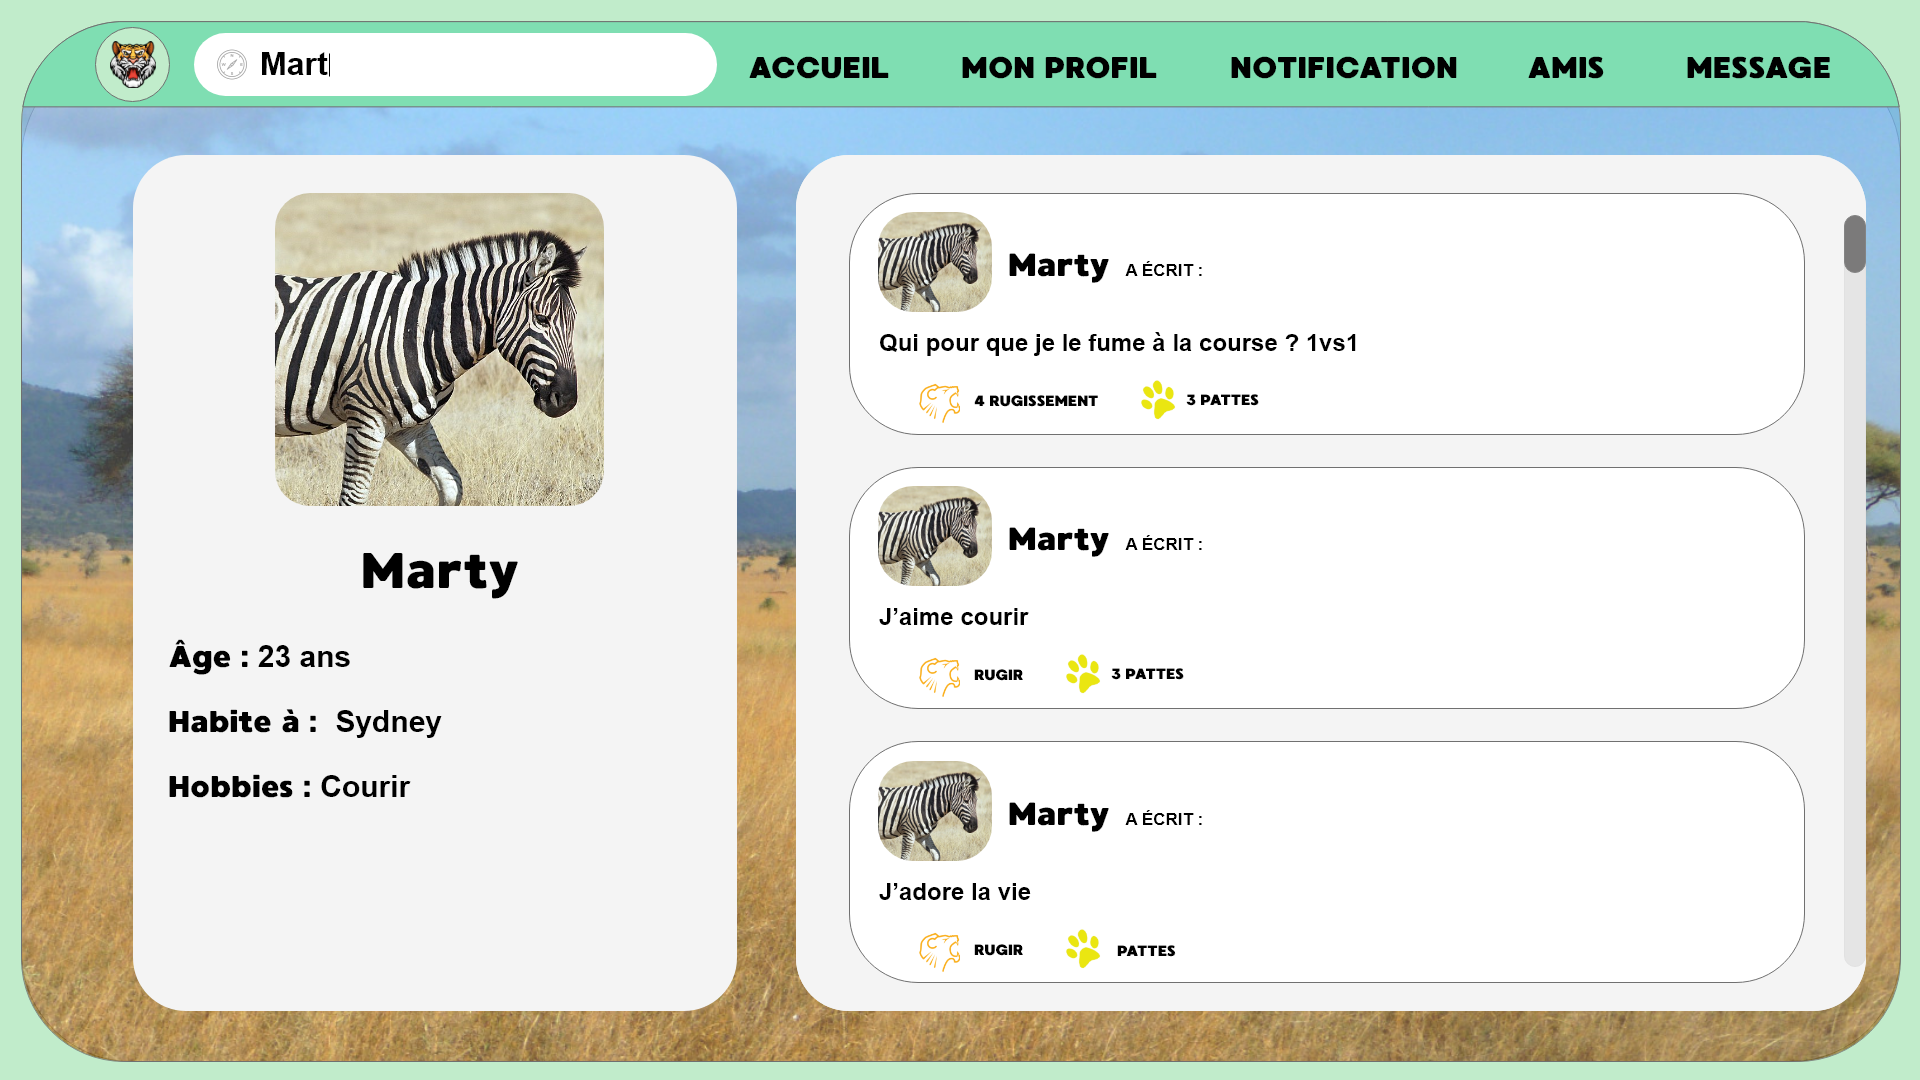 Mart
ACCUEIL
MON PROFIL
NOTIFICATION
AMIS
MESSAGE
Marty
Âge : 23 ans
Habite à : Sydney
Hobbies : Courir
Marty A ÉCRIT :
Qui pour que je le fume à la course ? 1vs1
4 RUGISSEMENT 3 PATTES
Marty A ÉCRIT :
J’aime courir
RUGIR 3 PATTES
Marty A ÉCRIT :
J’adore la vie
RUGIR PATTES